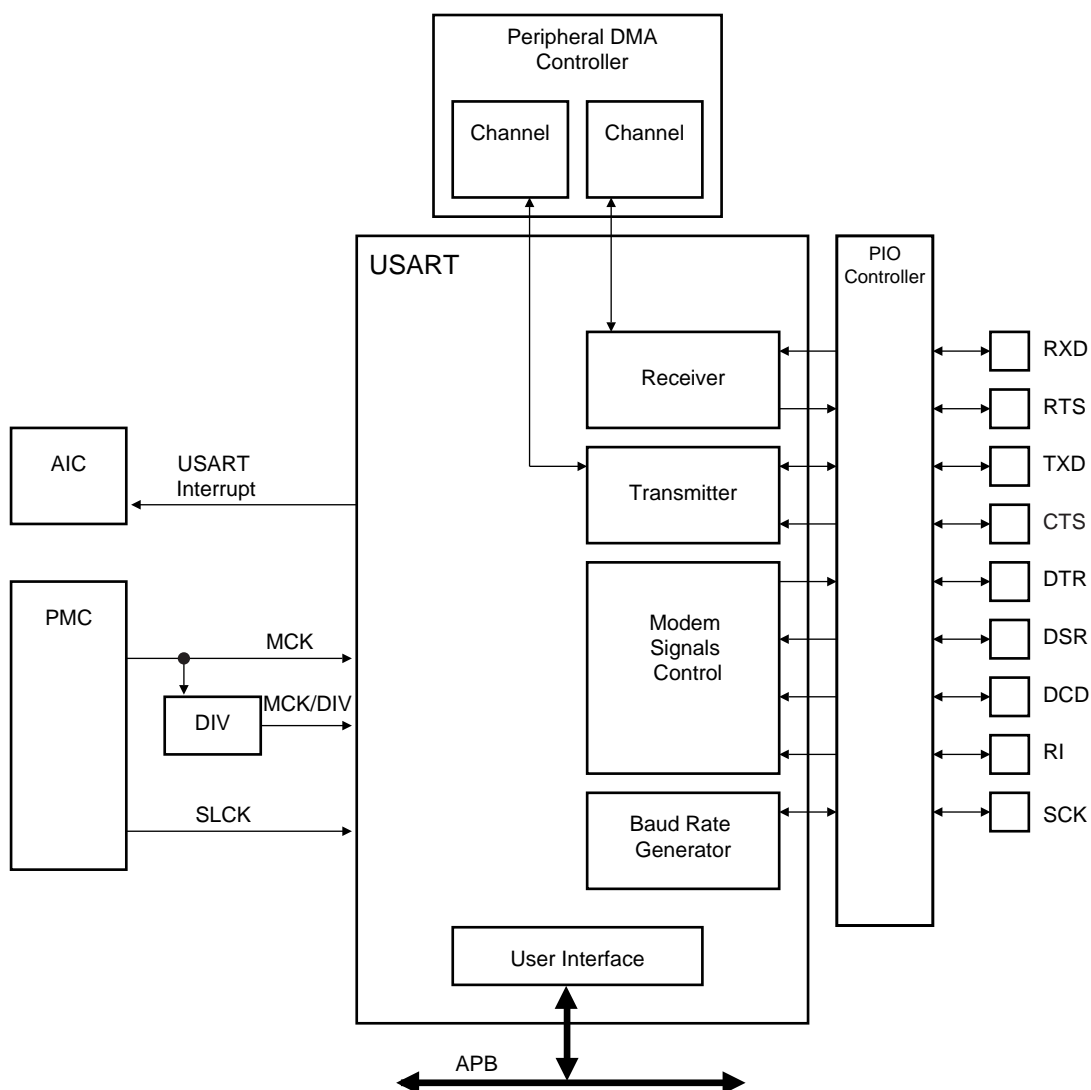 Peripheral DMA
Controller
Channel
Channel
USART
PIO
Controller
Receiver
RXD
RTS
AIC
USART
Interrupt
Transmitter
TXD
CTS
PMC
MCK
DIV
MCK/DIV
SLCK
Modem
Signals
Control
DTR
DSR
DCD
RI
Baud Rate
Generator
SCK
User Interface
APB